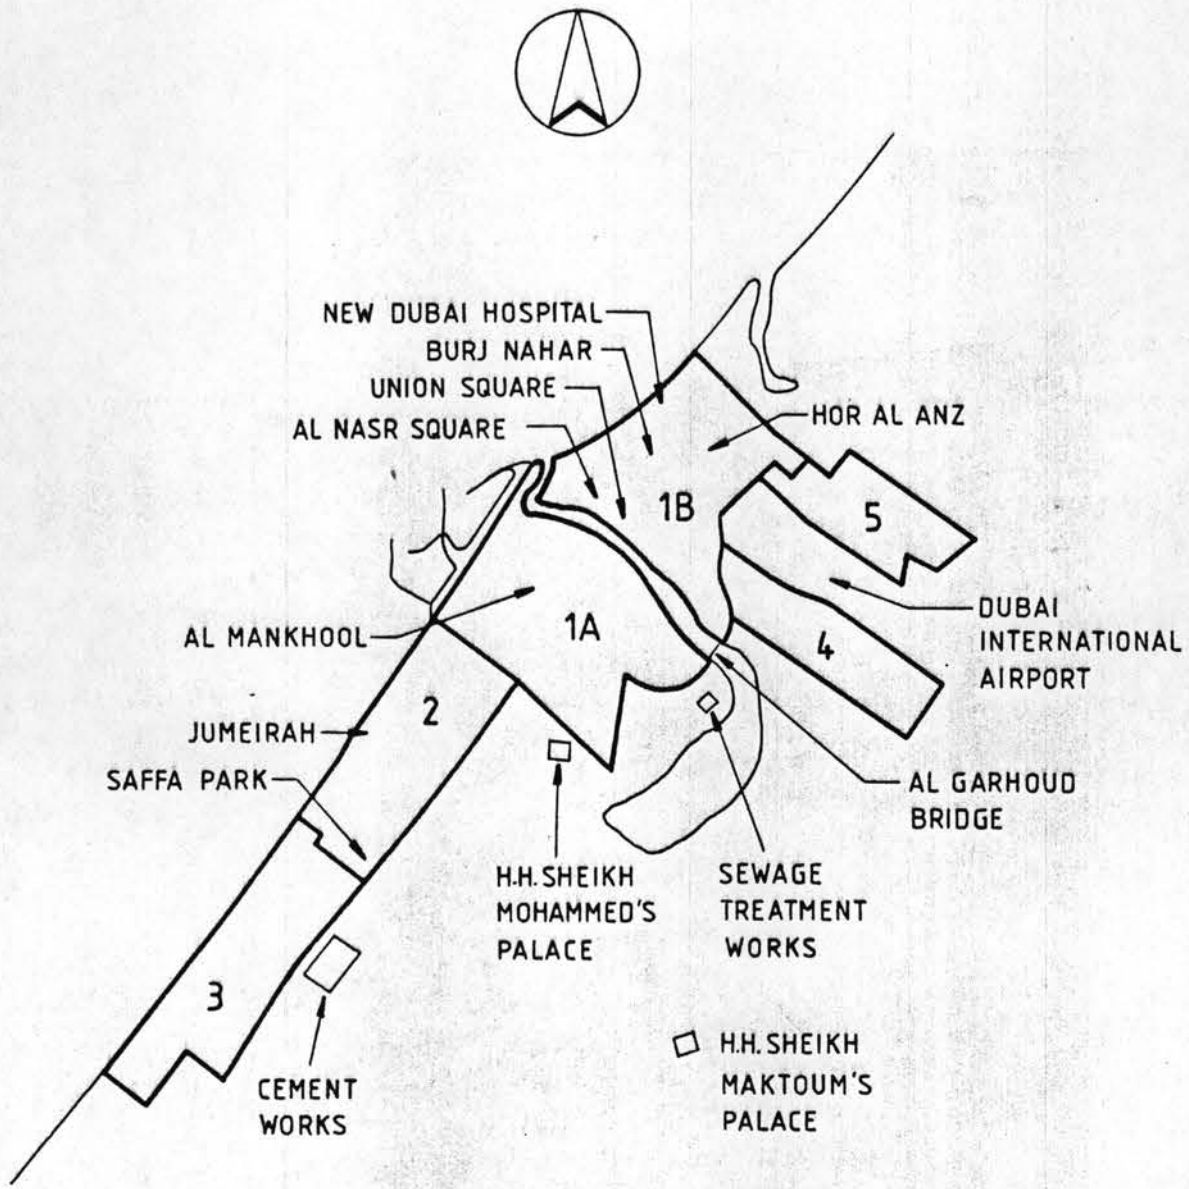 NEW DUBAI HOSPITAL
BURJ NAHAR
UNION SQUARE
AL NASR SQUARE
HOR AL ANZ
1B
5
AL MANKHOOL
1A
DUBAI
INTERNATIONAL
AIRPORT
4
2
JUMEIRAH
SAFFA PARK
AL GARHOUD
BRIDGE
H.H. SHEIKH
MOHAMMED'S
PALACE
SEWAGE
TREATMENT
WORKS
3
CEMENT
WORKS
H.H. SHEIKH
MAKTOUM'S
PALACE